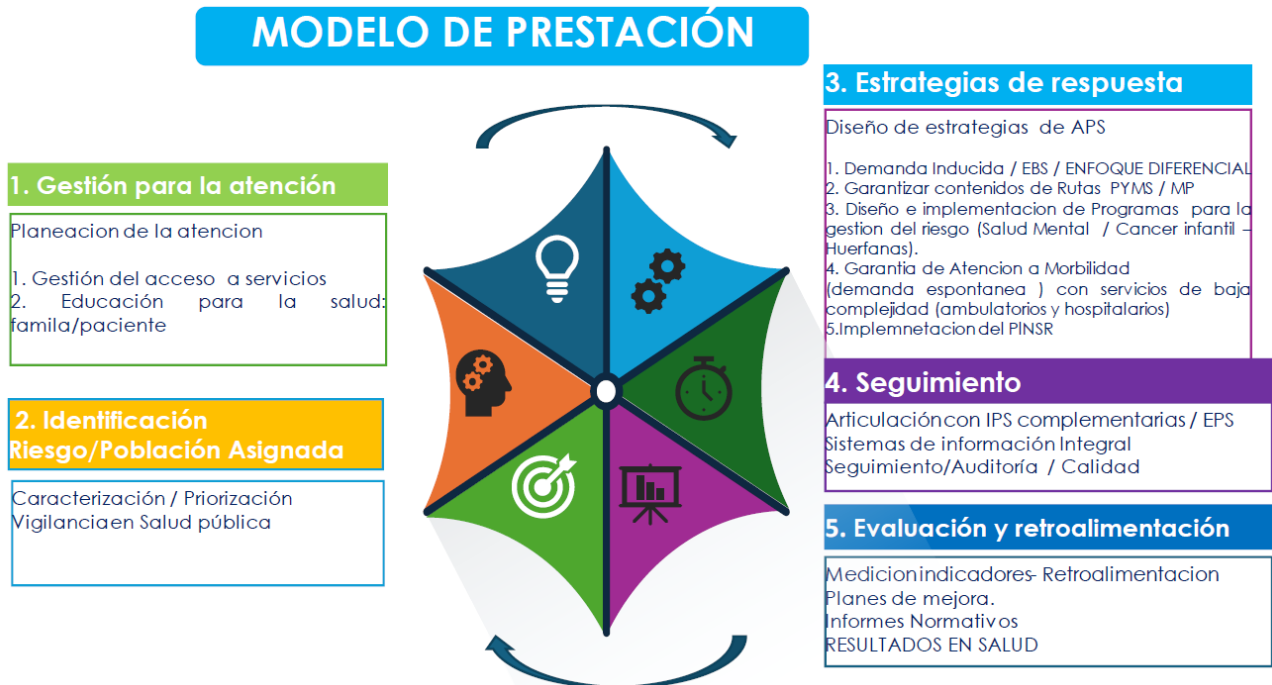 MODELO DE PRESTACIÓN
1. Gestión para la atención
Planeacion de la atencion
1. Gestión del acceso a servicios
2. Educación para la salud:
famila/paciente
2. Identificación
Riesgo/Población Asignada
Caracterización / Priorización
Vigilancia en Salud pública
3. Estrategias de respuesta
Diseño de estrategias de APS
1. Demanda Inducida / EBS / ENFOQUE DIFERENCIAL
2. Garantizar contenidos de Rutas PYMS / MP
3. Diseño e implementacion de Programas para la
gestion del riesgo (Salud Mental / Cancer infantil –
Huerfanas).
4. Garantia de Atencion a Morbilidad
(demanda espontanea ) con servicios de baja
complejidad (ambulatorios y hospitalarios)
5.Implemnetacion del PINSR
4. Seguimiento
Articulación con IPS complementarias / EPS
Sistemas de información Integral
Seguimiento/Auditoría / Calidad
5. Evaluación y retroalimentación
Medicion indicadores- Retroalimentacion
Planes de mejora.
Informes Normativos
RESULTADOS EN SALUD